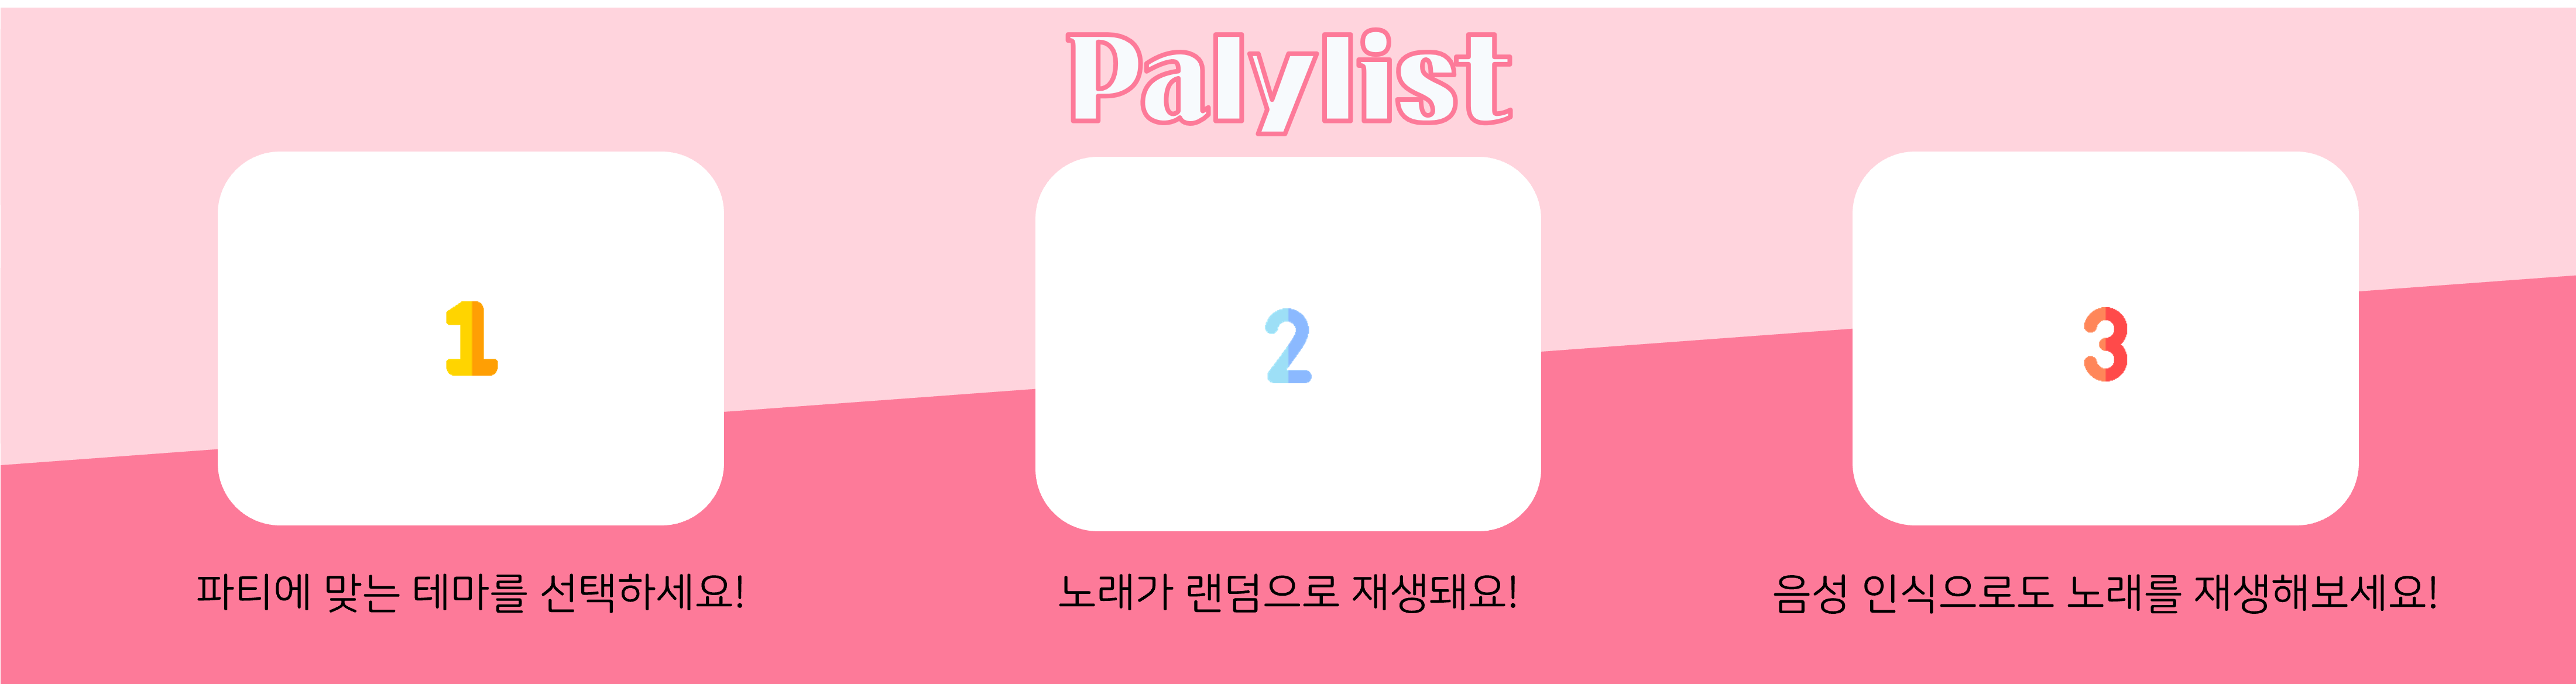 Palylist
1
2
3
파티에 맞는 테마를 선택하세요!
노래가 랜덤으로 재생돼요!
음성 인식으로도 노래를 재생해보세요!